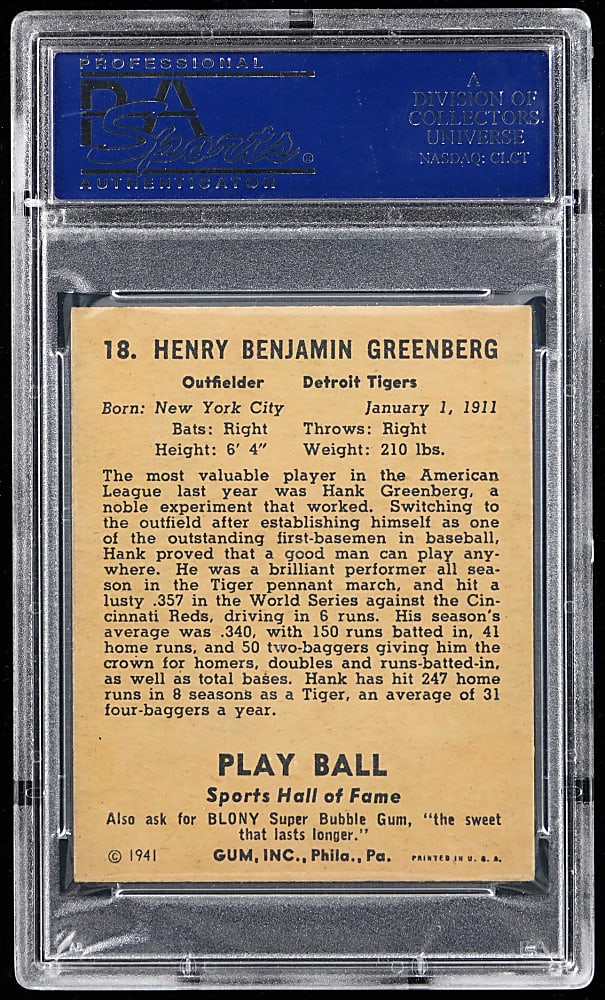 PROFESSIONAL
PSA
Sports®
AUTHENTICATOR
A
DIVISION OF
COLLECTORS
UNIVERSE
NASDAQ: CLCT
18. HENRY BENJAMIN GREENBERG
Outfielder Detroit Tigers
Born: New York City January 1, 1911
Bats: Right Throws: Right
Height: 6′ 4″ Weight: 210 lbs.
The most valuable player in the American
League last year was Hank Greenberg, a
noble experiment that worked. Switching to
the outfield after establishing himself as one
of the outstanding first-basemen in baseball,
Hank proved that a good man can play any-
where. He was a brilliant performer all sea-
son in the Tiger pennant march, and hit a
lusty .357 in the World Series against the Cin-
cinnati Reds, driving in 6 runs. His season's
average was .340, with 150 runs batted in, 41
home runs, and 50 two-baggers giving him the
crown for homers, doubles and runs-batted-in,
as well as total bases. Hank has hit 247 home
runs in 8 seasons as a Tiger, an average of 31
four-baggers a year.
PLAY BALL
Sports Hall of Fame
Also ask for BLONY Super Bubble Gum, "the sweet
that lasts longer."
© 1941 GUM, INC., Phila., Pa. PRINTED IN U. S. A.